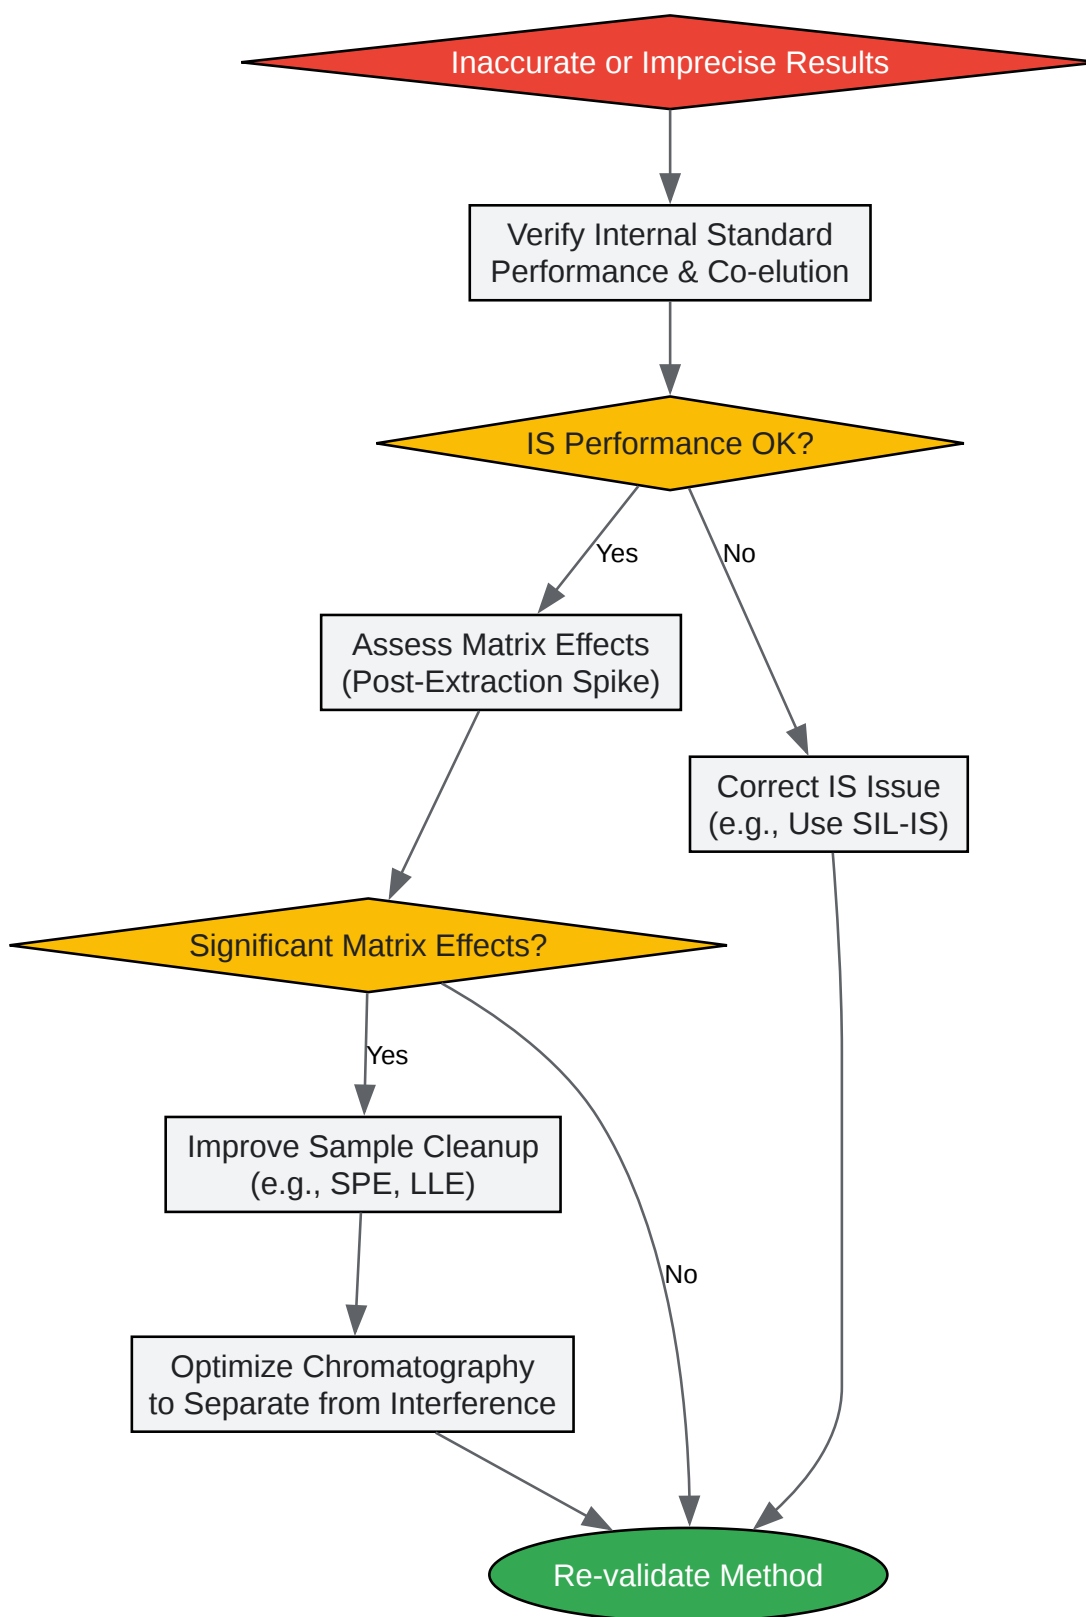 Inaccurate or Imprecise Results
Verify Internal Standard
Performance & Co-elution
IS Performance OK?
Yes
No
Assess Matrix Effects
(Post-Extraction Spike)
Correct IS Issue
(e.g., Use SIL-IS)
Significant Matrix Effects?
Yes
Improve Sample Cleanup
(e.g., SPE, LLE)
No
Optimize Chromatography
to Separate from Interference
Re-validate Method